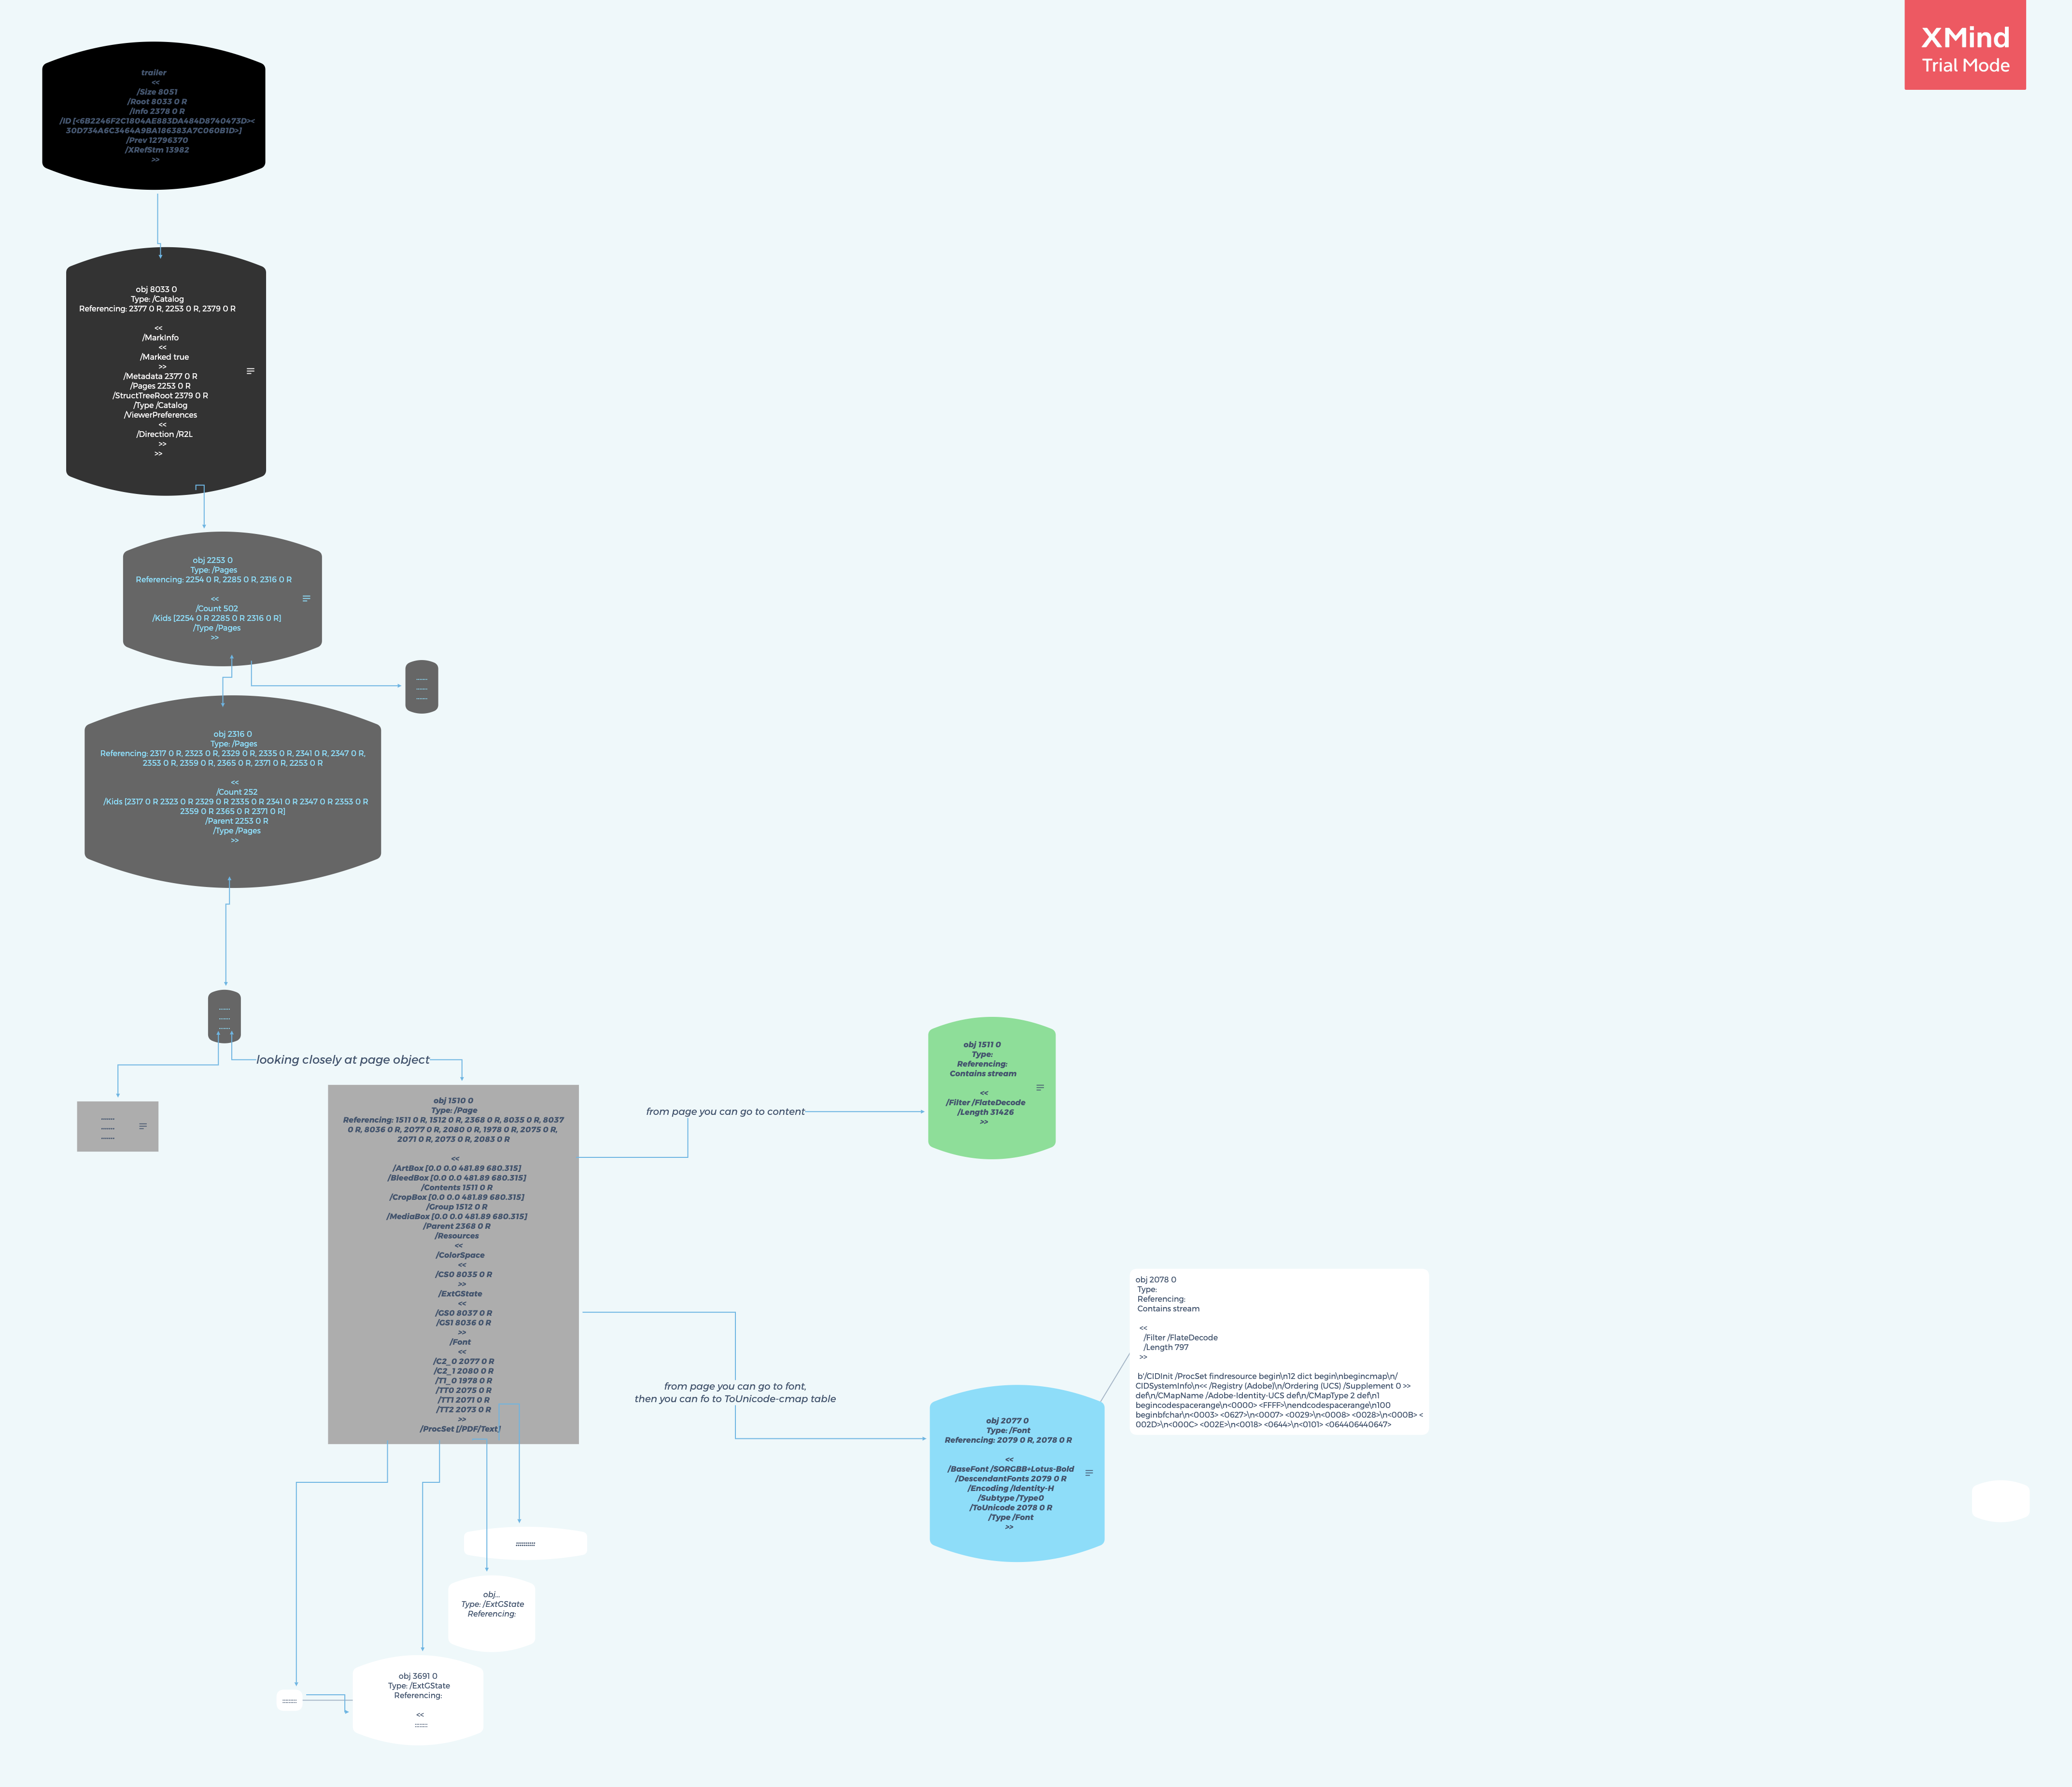 XMind
Trial Mode
trailer
<<
/Size 8051
/Root 8033 0 R
/Info 2378 0 R
/ID [<6B2246F2C1804AE883DA484D8740473D><
30D734A6C3464A9BA186383A7C060B1D>]
/Prev 12796370
/XRefStm 13982
>>
obj 8033 0
Type: /Catalog
Referencing: 2377 0 R, 2253 0 R, 2379 0 R
<<
/MarkInfo
<<
/Marked true
>>
/Metadata 2377 0 R
/Pages 2253 0 R
/StructTreeRoot 2379 0 R
/Type /Catalog
/ViewerPreferences
<<
/Direction /R2L
>>
>>
obj 2253 0
Type: /Pages
Referencing: 2254 0 R, 2285 0 R, 2316 0 R
<<
/Count 502
/Kids [2254 0 R 2285 0 R 2316 0 R]
/Type /Pages
>>
obj 2316 0
Type: /Pages
Referencing: 2317 0 R, 2323 0 R, 2329 0 R, 2335 0 R, 2341 0 R, 2347 0 R,
2353 0 R, 2359 0 R, 2365 0 R, 2371 0 R, 2253 0 R
<<
/Count 252
/Kids [2317 0 R 2323 0 R 2329 0 R 2335 0 R 2341 0 R 2347 0 R 2353 0 R
2359 0 R 2365 0 R 2371 0 R]
/Parent 2253 0 R
/Type /Pages
>>
looking closely at page object
obj 1510 0
Type: /Page
Referencing: 1511 0 R, 1512 0 R, 2368 0 R, 8035 0 R, 8037
0 R, 8036 0 R, 2077 0 R, 2080 0 R, 1978 0 R, 2075 0 R,
2071 0 R, 2073 0 R, 2083 0 R
<<
/ArtBox [0.0 0.0 481.89 680.315]
/BleedBox [0.0 0.0 481.89 680.315]
/Contents 1511 0 R
/CropBox [0.0 0.0 481.89 680.315]
/Group 1512 0 R
/MediaBox [0.0 0.0 481.89 680.315]
/Parent 2368 0 R
/Resources
<<
/ColorSpace
<<
/CS0 8035 0 R
>>
/ExtGState
<<
/GS0 8037 0 R
/GS1 8036 0 R
>>
/Font
<<
/C2_0 2077 0 R
/C2_1 2080 0 R
/T1_0 1978 0 R
/TT0 2075 0 R
/TT1 2071 0 R
/TT2 2073 0 R
>>
/ProcSet [/PDF/Text]
from page you can go to content
obj 1511 0
Type:
Referencing:
Contains stream
<<
/Filter /FlateDecode
/Length 31426
>>
from page you can go to font,
then you can fo to ToUnicode-cmap table
obj 2077 0
Type: /Font
Referencing: 2079 0 R, 2078 0 R
<<
/BaseFont /SORGBB+Lotus-Bold
/DescendantFonts 2079 0 R
/Encoding /Identity-H
/Subtype /Type0
/ToUnicode 2078 0 R
/Type /Font
>>
obj 2078 0
Type:
Referencing:
Contains stream
<<
/Filter /FlateDecode
/Length 797
>>
b'/CIDInit /ProcSet findresource begin\n12 dict begin\nbegincmap\n/
CIDSystemInfo\n<< /Registry (Adobe)\n/Ordering (UCS) /Supplement 0 >>
def\n/CMapName /Adobe-Identity-UCS def\n/CMapType 2 def\n1
begincodespacerange\n<0000> <FFFF>\nendcodespacerange\n100
beginbfchar\n<0003> <0627>\n<0007> <0029>\n<0008> <0028>\n<000B> <
002D>\n<000C> <002E>\n<0018> <0644>\n<0101> <064406440647>
obj...
Type: /ExtGState
Referencing:
obj 3691 0
Type: /ExtGState
Referencing:
<<